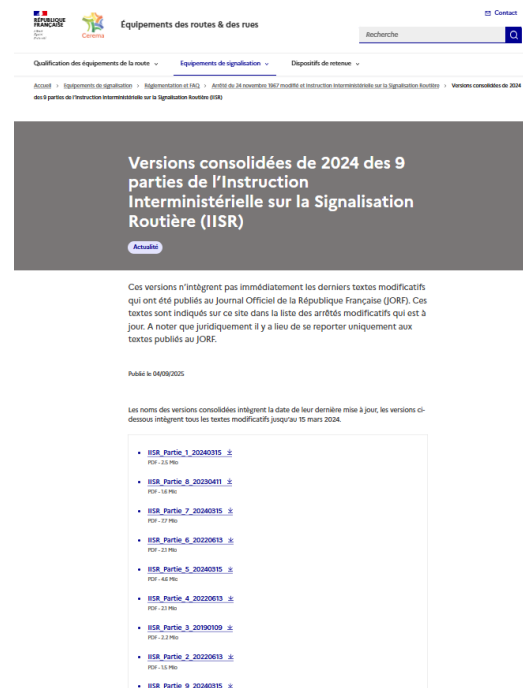 Contact
RÉPUBLIQUE
FRANÇAISE
Cerema
Équipements des routes & des rues
Recherche
Qualification des équipements de la route
Equipements de signalisation
Dispositifs de retenue
Accueil > Equipements de signalisation > Réglementation et FAQ > Arrêté du 24 novembre 1967 modifié et Instruction Interministérielle sur la Signalisation Routière > Versions consolidées de 2024
des 9 parties de l'Instruction Interministérielle sur la Signalisation Routière (IISR)
Versions consolidées de 2024 des 9
parties de l'Instruction
Interministérielle sur la Signalisation
Routière (IISR)
Actualité
Ces versions n'intègrent pas immédiatement les derniers textes modificatifs
qui ont été publiés au Journal Officiel de la République Française (JORF). Ces
textes sont indiqués sur ce site dans la liste des arrêtés modificatifs qui est à
jour. A noter que juridiquement il y a lieu de se reporter uniquement aux
textes publiés au JORF.
Publié le 04/09/2025
Les noms des versions consolidées intègrent la date de leur dernière mise à jour, les versions ci-
dessous intègrent tous les textes modificatifs jusqu'au 15 mars 2024.
IISR_Partie_1_20240315
PDF - 2.5 Mio
IISR_Partie_8_20230411
PDF - 1.6 Mio
IISR_Partie_7_20240315
PDF - 7.7 Mio
IISR_Partie_6_20220613
PDF - 2.1 Mio
IISR_Partie_5_20240315
PDF - 4.6 Mio
IISR_Partie_4_20220613
PDF - 2.1 Mio
IISR_Partie_3_20190109
PDF - 2.2 Mio
IISR_Partie_2_20220613
PDF - 1.5 Mio
IISR_Partie_9_20240315